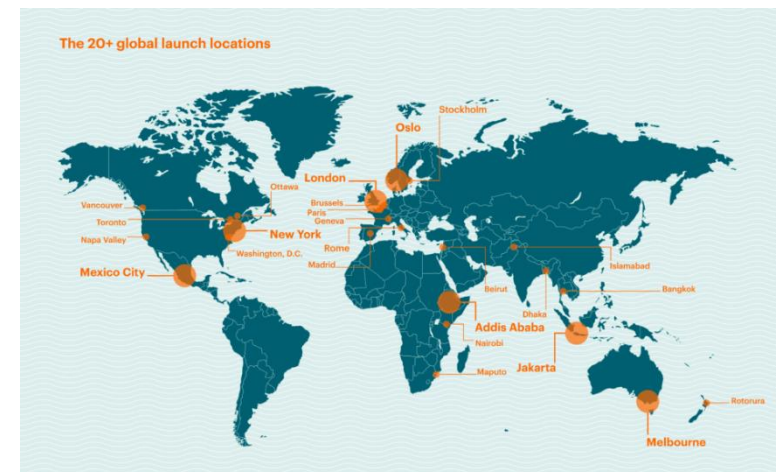 The 20+ global launch locations
Stockholm
Oslo
London
Ottawa
Vancouver
Brussels
Paris
Toronto
Geneva
New York
Napa Valley
Rome
Washington, D.C.
Madrid
Islamabad
Mexico City
Beirut
Bangkok
Dhaka
Addis Ababa
Nairobi
Jakarta
Maputo
Rotorura
Melbourne